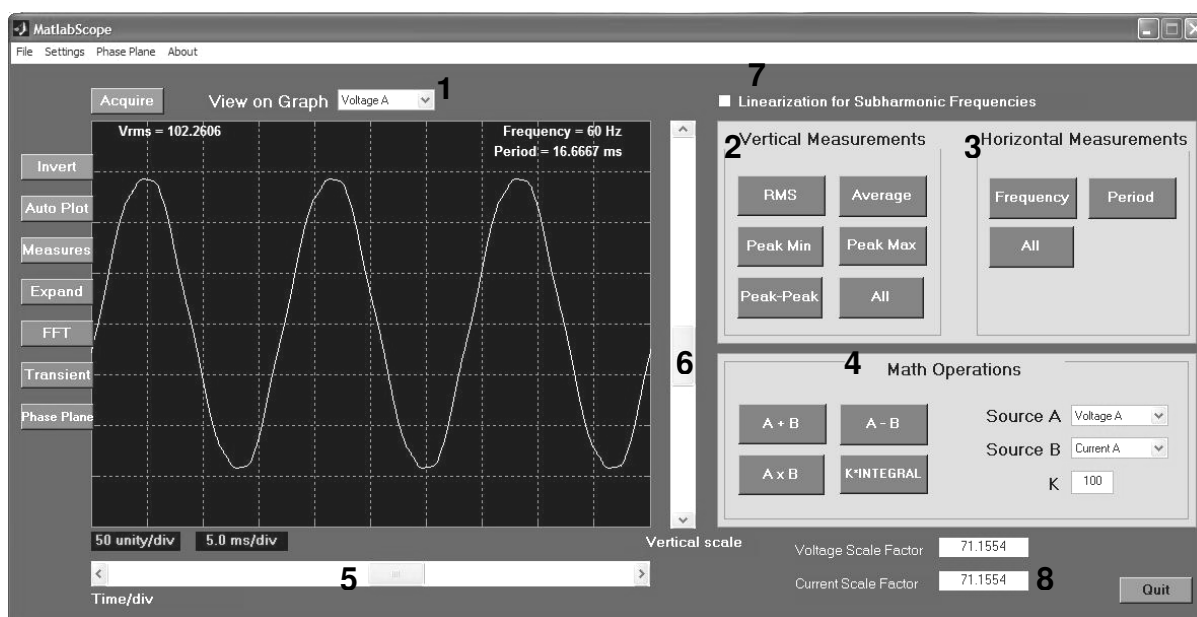 MatlabScope
File Settings Phase Plane About
7
1
Acquire View on Graph Voltage A
Linearization for Subharmonic Frequencies
Vrms = 102.2606
Frequency = 60 Hz
Period = 16.6667 ms
Invert
Auto Plot
Measures
Expand
FFT
Transient
Phase Plane
50 unity/div 5.0 ms/div
6
Vertical scale
5
Time/div
2 Vertical Measurements
RMS Average
Peak Min Peak Max
Peak-Peak All
3 Horizontal Measurements
Frequency Period
All
4
Math Operations
A + B A - B
A x B K*INTEGRAL
Source A Voltage A
Source B Current A
K 100
Voltage Scale Factor 71.1554
Current Scale Factor 71.1554 8
Quit